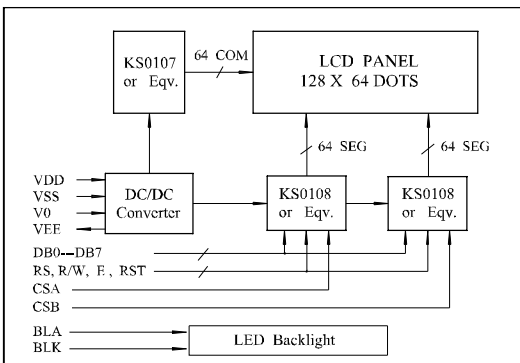 KS0107
or Eqv.
64 COM
LCD PANEL
128 X 64 DOTS
64 SEG
64 SEG
VDD
VSS
V0
VEE
DC/DC
Converter
KS0108
or Eqv.
KS0108
or Eqv.
DB0---DB7
RS, R/W, E, RST
CSA
CSB
BLA
BLK
LED Backlight